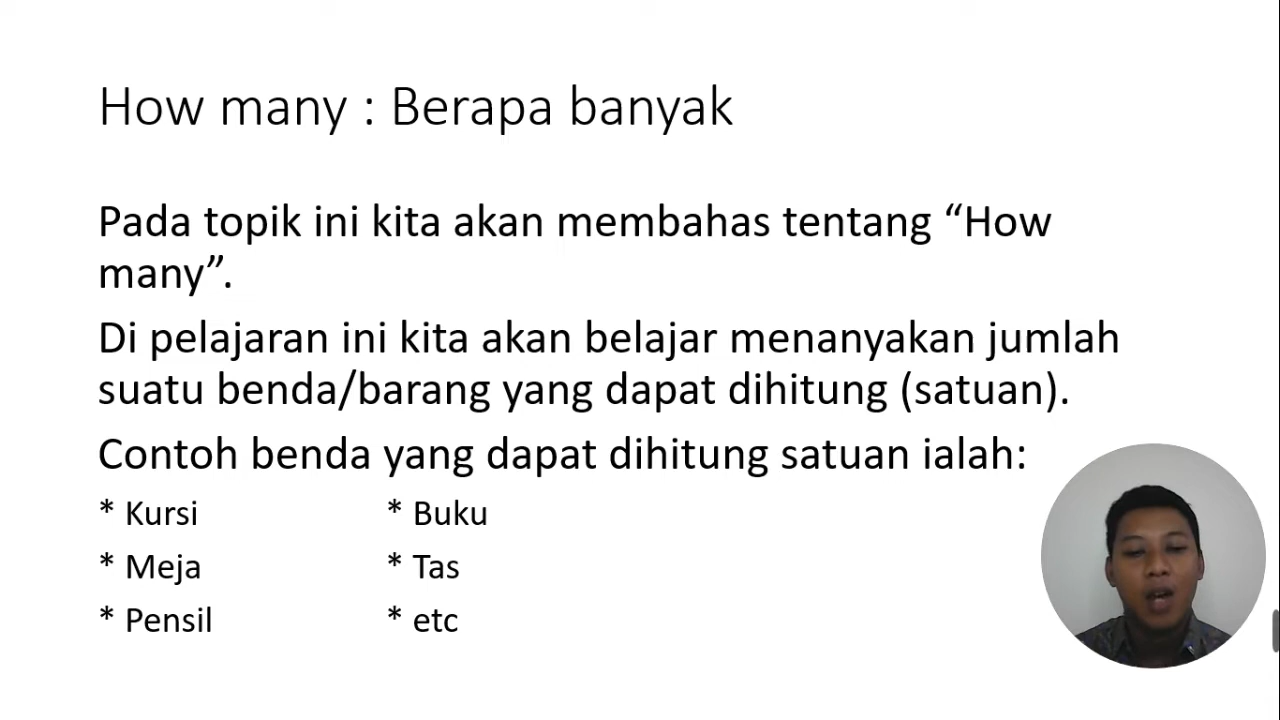 How many : Berapa banyak
Pada topik ini kita akan membahas tentang “How
many”.
Di pelajaran ini kita akan belajar menanyakan jumlah
suatu benda/barang yang dapat dihitung (satuan).
Contoh benda yang dapat dihitung satuan ialah:
* Kursi * Buku
* Meja * Tas
* Pensil * etc